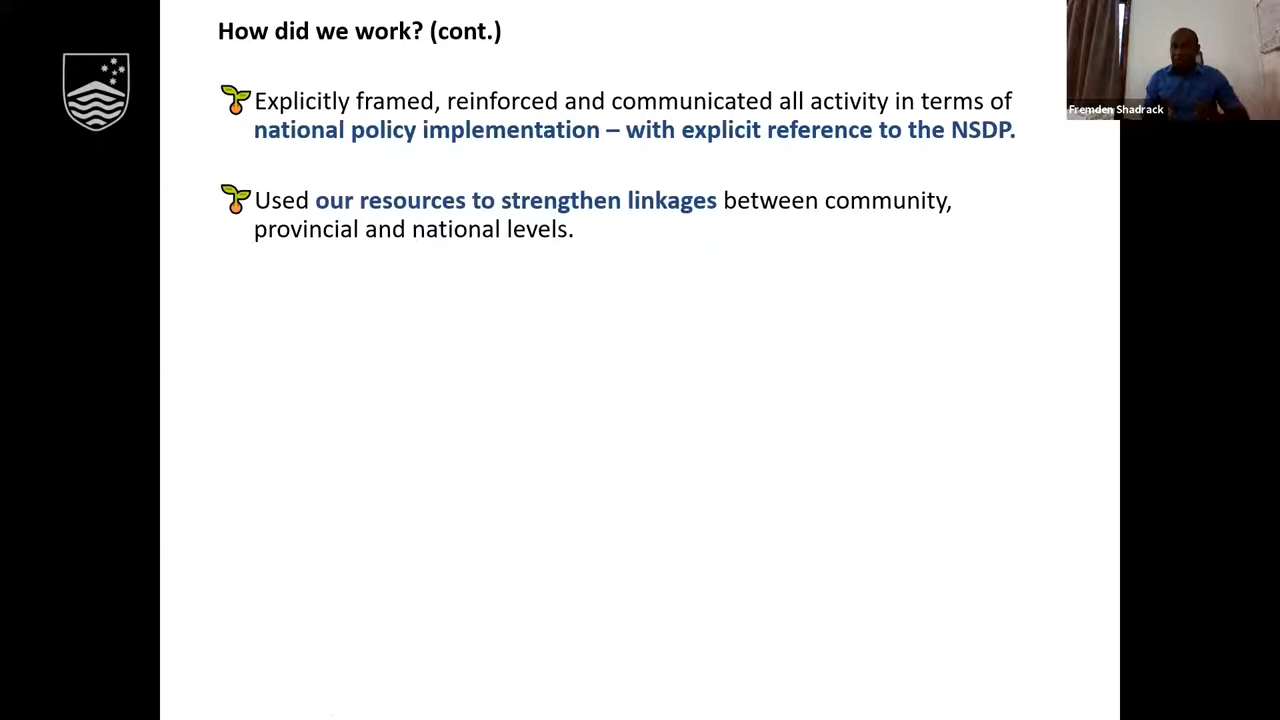 How did we work? (cont.)
Explicitly framed, reinforced and communicated all activity in terms of
national policy implementation – with explicit reference to the NSDP.
Used our resources to strengthen linkages between community,
provincial and national levels.
Fremden Shadrack